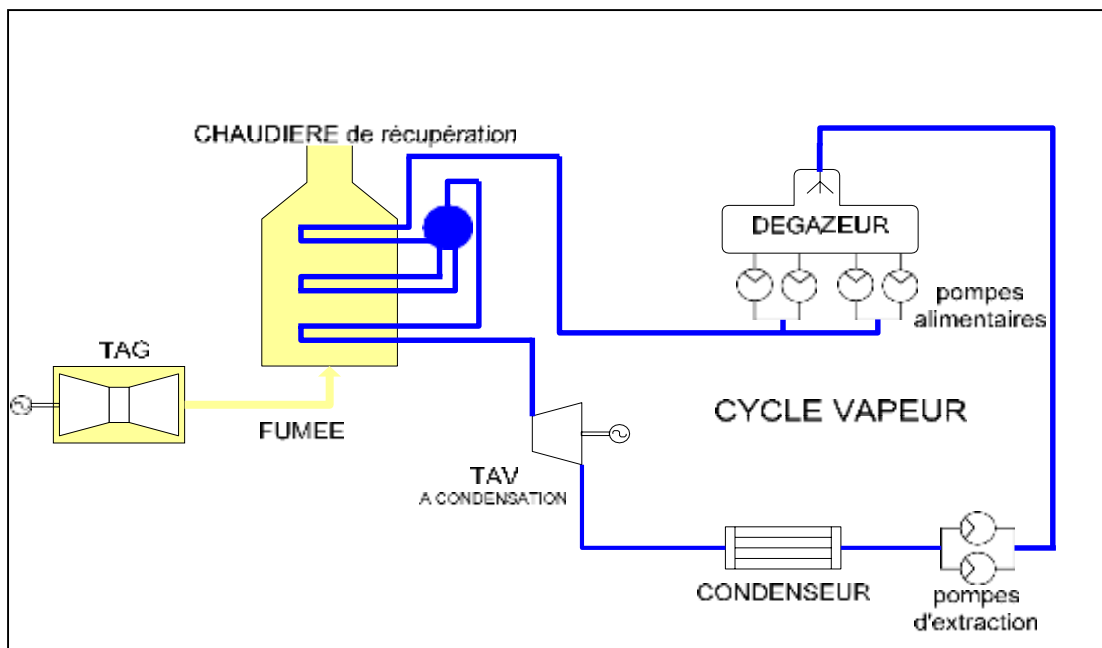 CHAUDIERE de récupération
DEGAZEUR
pompes
alimentaires
TAG
FUMEE
CYCLE VAPEUR
TAV
A CONDENSATION
CONDENSEUR
pompes
d'extraction